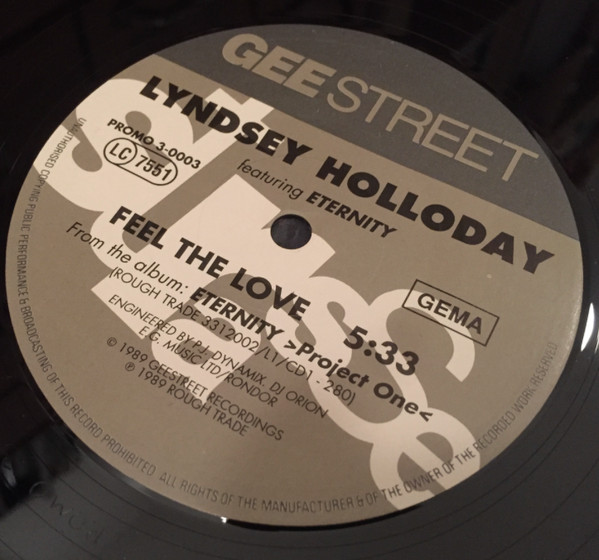 GEE STREET
LYNDSEY HOLLODAY
featuring ETERNITY
PROMO 3-0003
LC 7561
FEEL THE LOVE 5:33
From the album: ETERNITY >Project One<
(ROUGH TRADE 3312002/L1/CD1 - 280)
GEMA
ENGINEERED BY P.I. DYNAMIX, DJ ORION
E.G. MUSIC LTD/RONDOR
© 1989 GEESTREET RECORDINGS
℗ 1989 ROUGH TRADE
UNAUTHORISED COPYING PUBLIC PERFORMANCE & BROADCASTING OF THIS RECORD PROHIBITED ALL RIGHTS OF THE MANUFACTURER & OF THE OWNER OF THE RECORDED WORK RESERVED